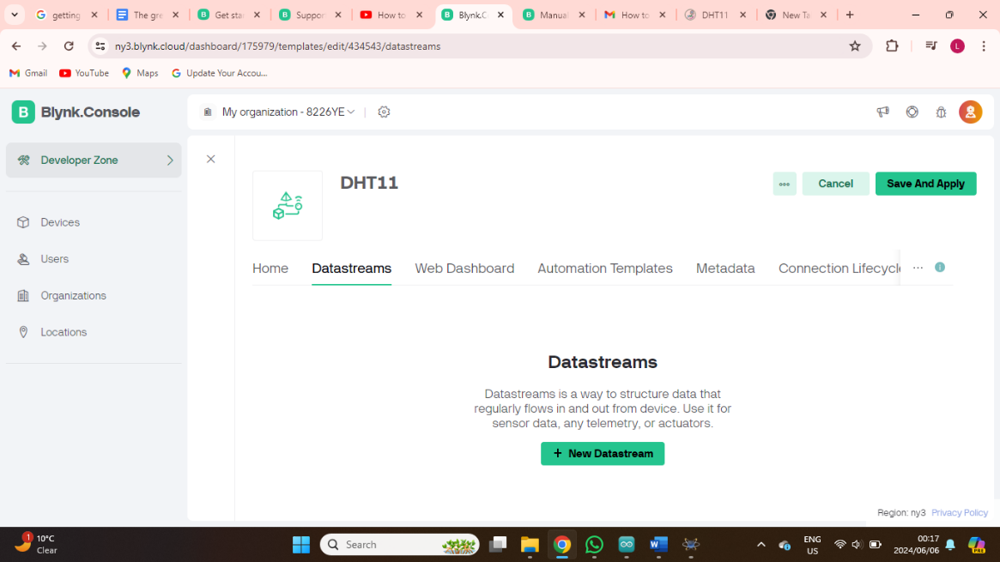 getting
The gre
Get sta
Suppor
How to
Blynk.C
Manual
How to
DHT11
New Ta
ny3.blynk.cloud/dashboard/175979/templates/edit/434543/datastreams
L
Gmail
YouTube
Maps
Update Your Accou...
B
Blynk.Console
My organization - 8226YE
Developer Zone
Devices
Users
Organizations
Locations
DHT11
Cancel
Save And Apply
Home
Datastreams
Web Dashboard
Automation Templates
Metadata
Connection Lifecycle
Datastreams
Datastreams is a way to structure data that
regularly flows in and out from device. Use it for
sensor data, any telemetry, or actuators.
+ New Datastream
Region: ny3
Privacy Policy
1
10°C
Clear
Search
ENG
US
00:17
2024/06/06
PRE